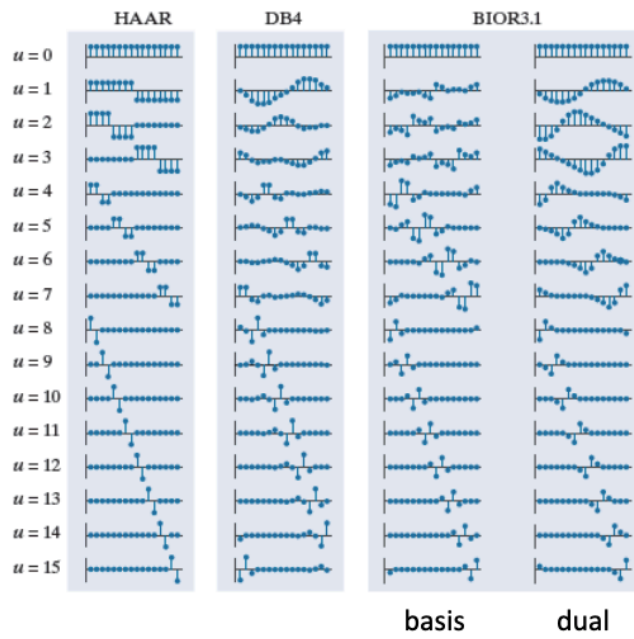 HAAR DB4 BIOR3.1
u = 0
u = 1
u = 2
u = 3
u = 4
u = 5
u = 6
u = 7
u = 8
u = 9
u = 10
u = 11
u = 12
u = 13
u = 14
u = 15
basis dual